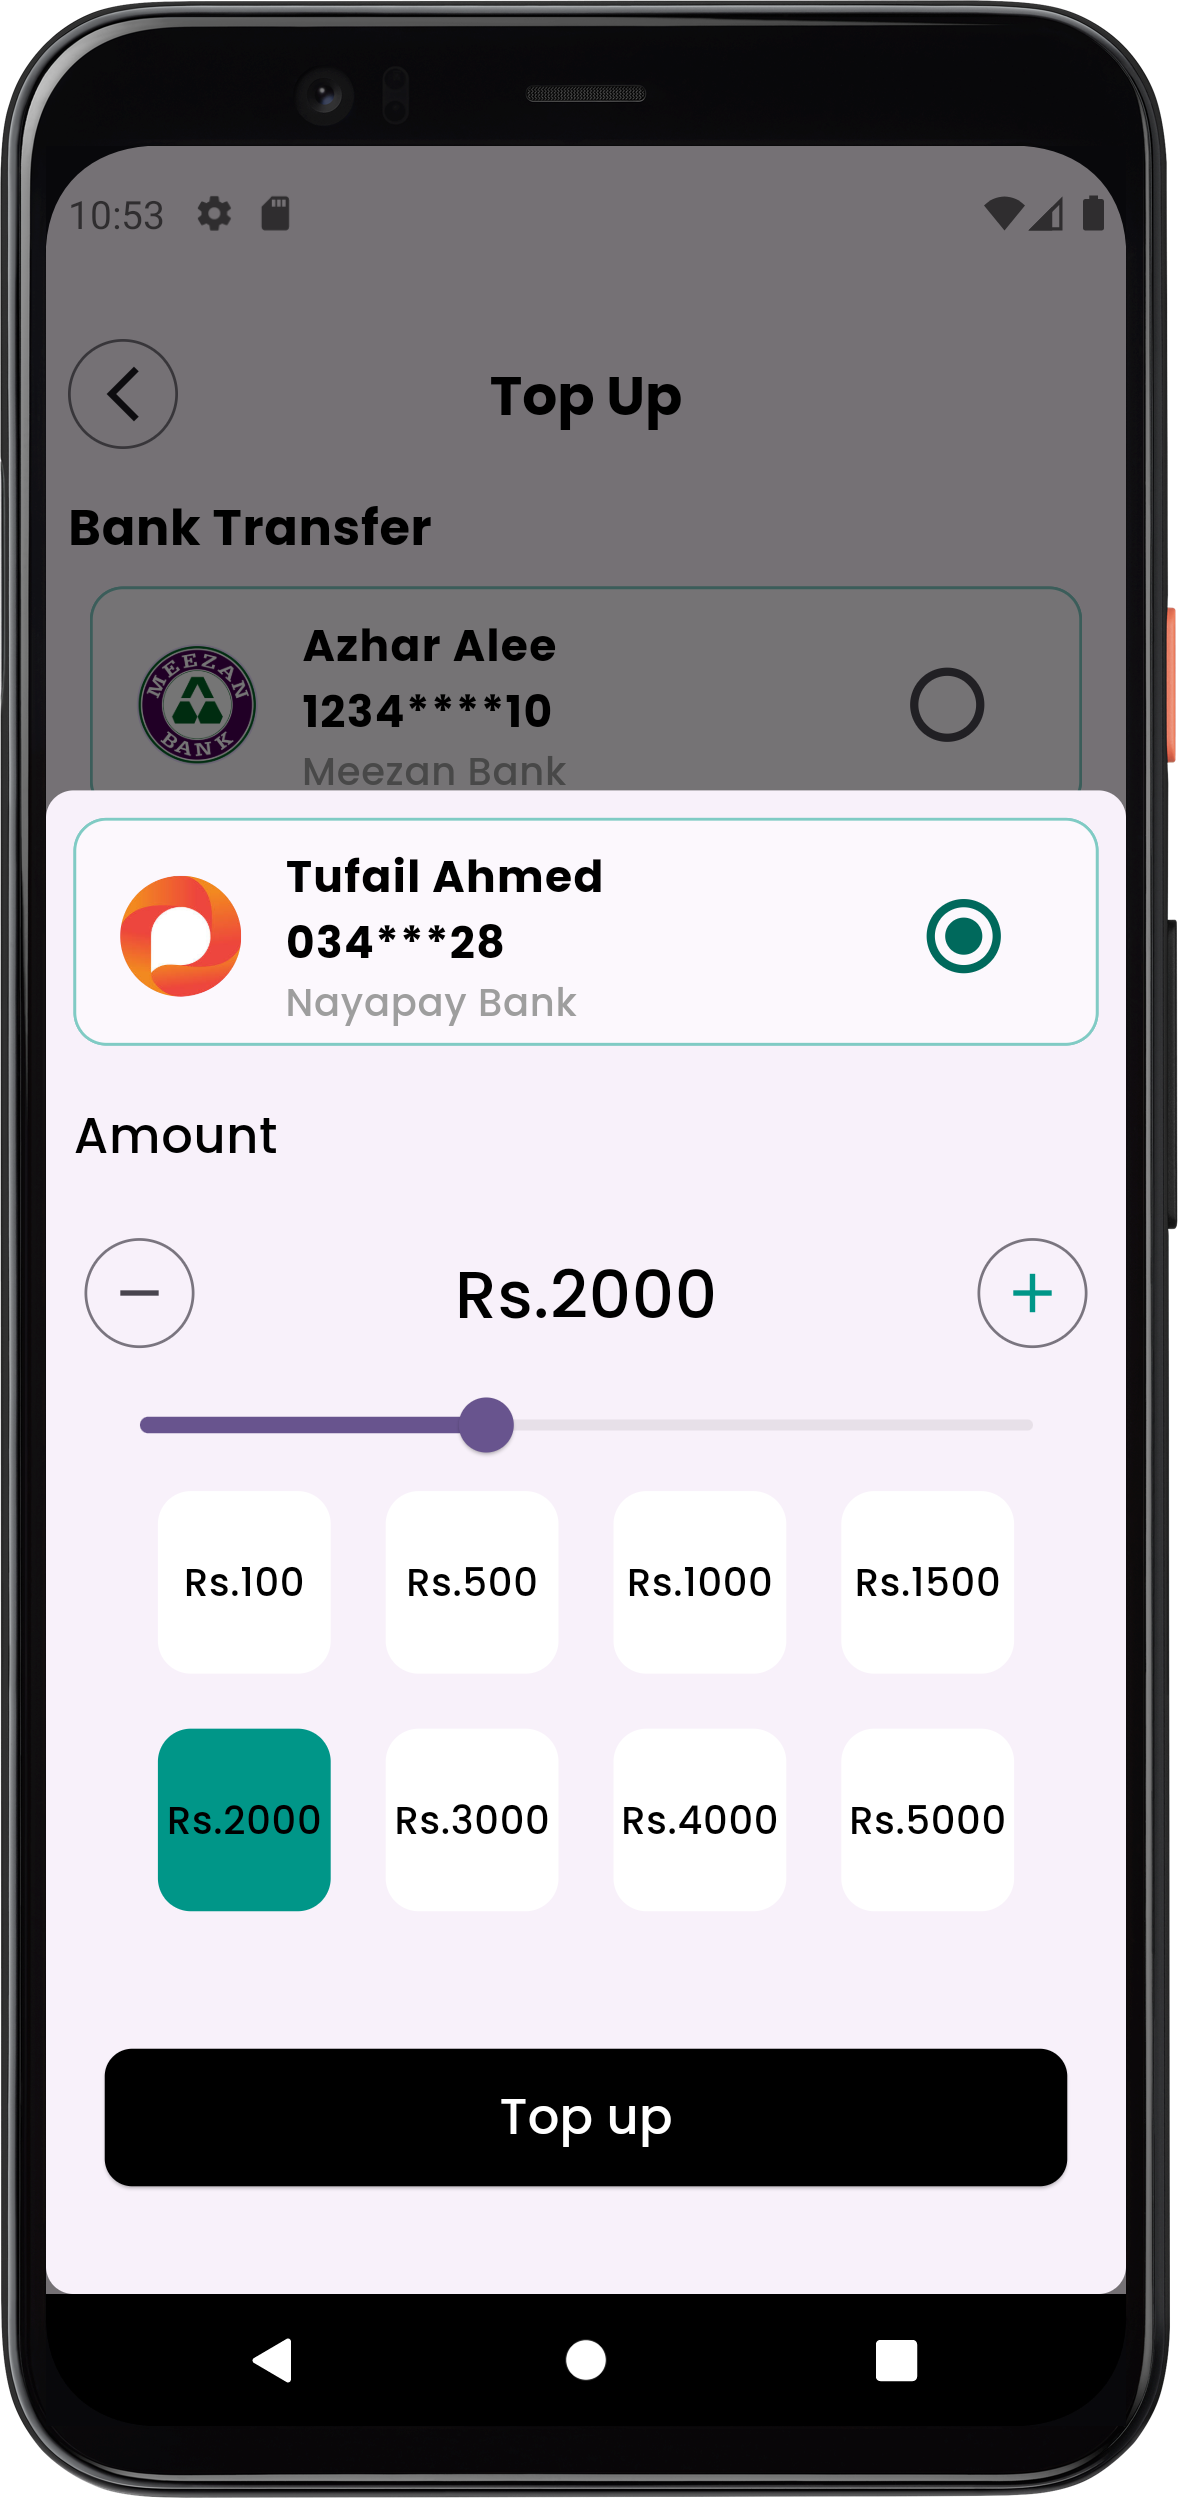 10:53
Top Up
Bank Transfer
Azhar Alee
1234****10
Meezan Bank
MEEZAN
BANK
Tufail Ahmed
034***28
Nayapay Bank
Amount
Rs.2000
Rs.100 Rs.500 Rs.1000 Rs.1500
Rs.2000 Rs.3000 Rs.4000 Rs.5000
Top up